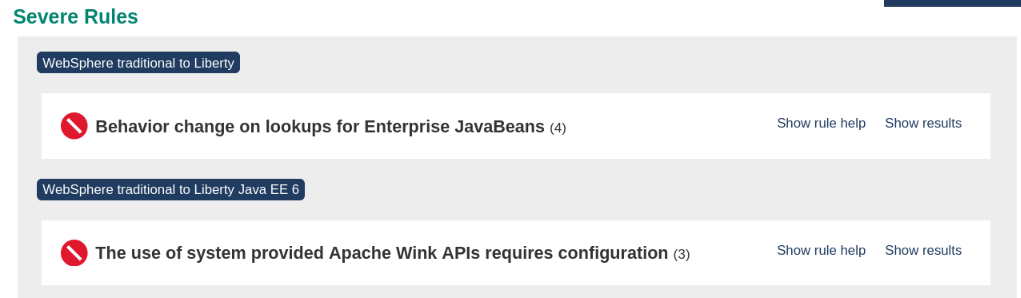 Severe Rules
WebSphere traditional to Liberty
Behavior change on lookups for Enterprise JavaBeans (4) Show rule help Show results
WebSphere traditional to Liberty Java EE 6
The use of system provided Apache Wink APIs requires configuration (3) Show rule help Show results